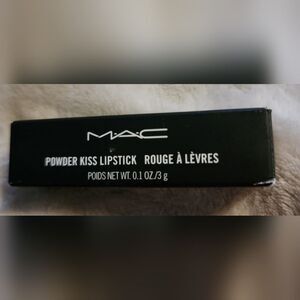 MAC
POWDER KISS LIPSTICK ROUGE À LÈVRES
POIDS NET WT. 0.1 OZ./3 g